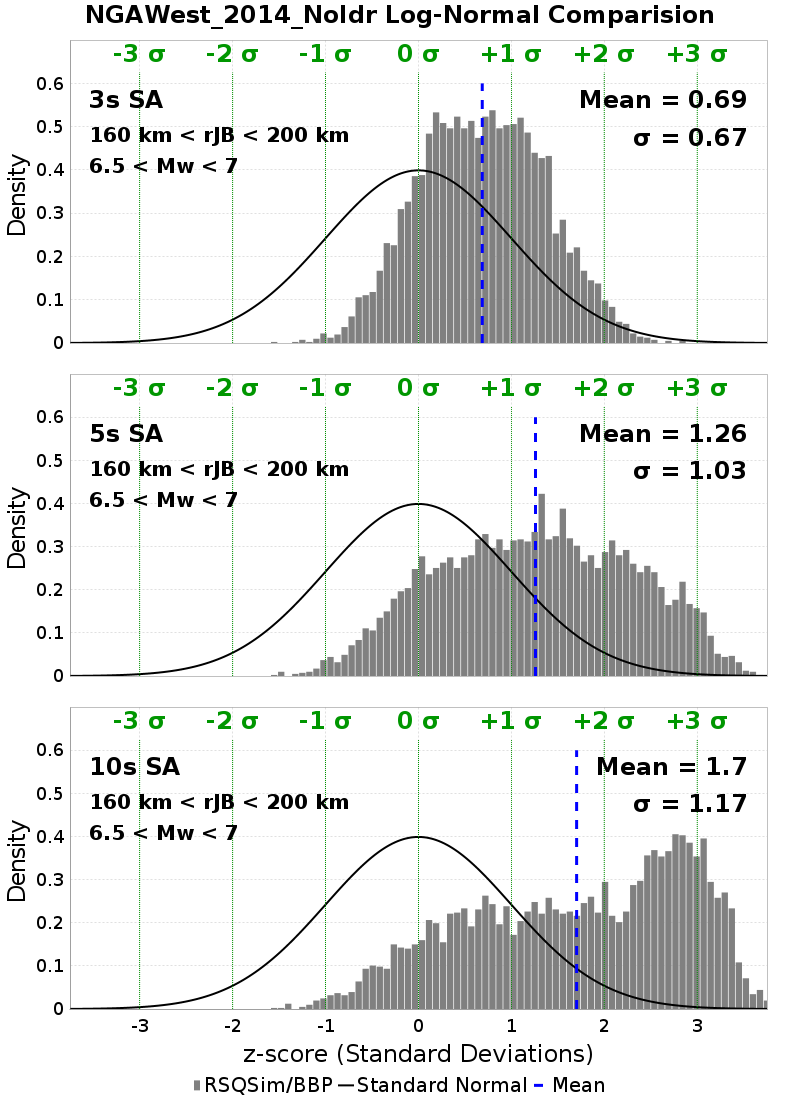 NGAWest_2014_NoIdr Log-Normal Comparision
-3 σ -2 σ -1 σ 0 σ +1 σ +2 σ +3 σ
0.6
3s SA Mean = 0.69
0.5
160 km < rJB < 200 km σ = 0.67
6.5 < Mw < 7
0.4
0.3
0.2
0.1
0
Density
-3 σ -2 σ -1 σ 0 σ +1 σ +2 σ +3 σ
0.6
5s SA Mean = 1.26
0.5
160 km < rJB < 200 km σ = 1.03
6.5 < Mw < 7
0.4
0.3
0.2
0.1
0
Density
-3 σ -2 σ -1 σ 0 σ +1 σ +2 σ +3 σ
0.6
10s SA Mean = 1.7
0.5
160 km < rJB < 200 km σ = 1.17
6.5 < Mw < 7
0.4
0.3
0.2
0.1
0
Density
-3 -2 -1 0 1 2 3
z-score (Standard Deviations)
RSQSim/BBP Standard Normal Mean